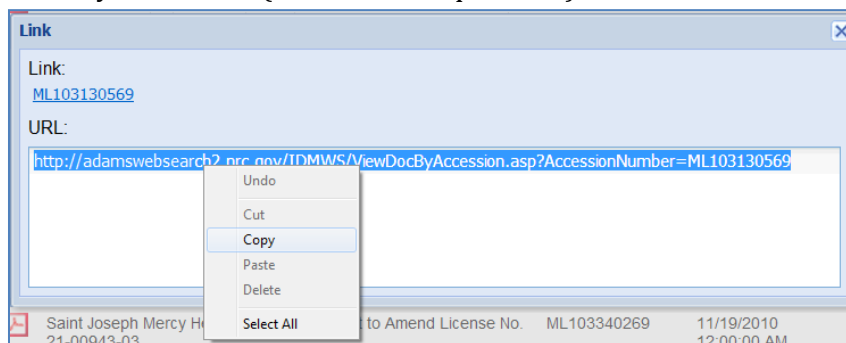 Link
Link:
ML103130569
URL:
http://adamswebsearch2.nrc.gov/IDMWS/ViewDocByAccession.asp?AccessionNumber=ML103130569
Undo
Cut
Copy
Paste
Delete
Select All
Saint Joseph Mercy to Amend License No. ML103340269 11/19/2010
21-00943-03 12:00:00 AM